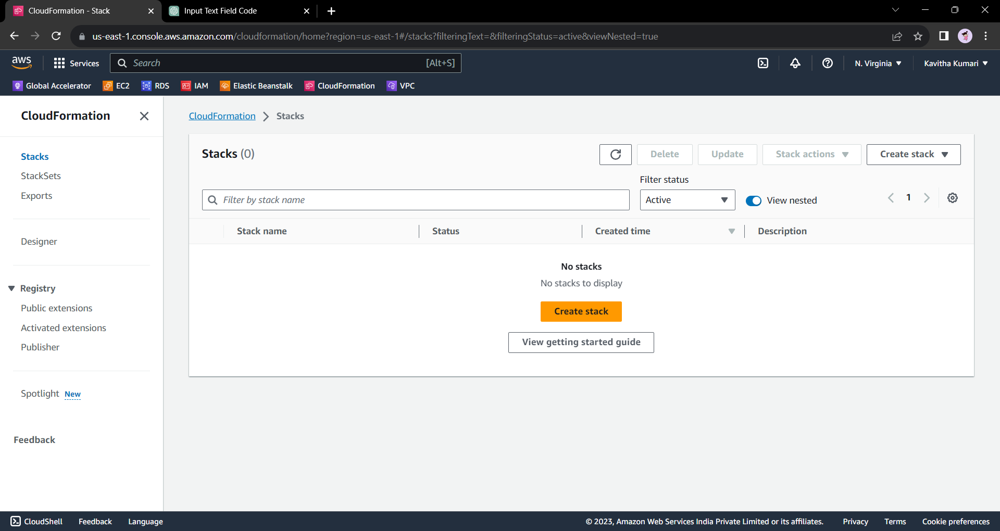 CloudFormation - Stack
Input Text Field Code
us-east-1.console.aws.amazon.com/cloudformation/home?region=us-east-1#/stacks?filteringText=&filteringStatus=active&viewNested=true
aws
Services
Search
[Alt+S]
N. Virginia
Kavitha Kumari
Global Accelerator
EC2
RDS
IAM
Elastic Beanstalk
CloudFormation
VPC
CloudFormation
Stacks
StackSets
Exports
Designer
Registry
Public extensions
Activated extensions
Publisher
Spotlight New
Feedback
CloudFormation
Stacks
Stacks (0)
Delete
Update
Stack actions
Create stack
Filter status
Filter by stack name
Active
View nested
1
Stack name
Status
Created time
Description
No stacks
No stacks to display
Create stack
View getting started guide
CloudShell
Feedback
Language
© 2023, Amazon Web Services India Private Limited or its affiliates.
Privacy
Terms
Cookie preferences